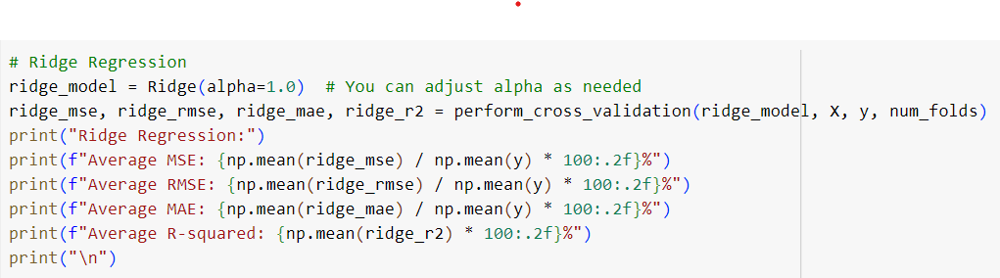 # Ridge Regression
ridge_model = Ridge(alpha=1.0)  # You can adjust alpha as needed
ridge_mse, ridge_rmse, ridge_mae, ridge_r2 = perform_cross_validation(ridge_model, X, y, num_folds)
print("Ridge Regression:")
print(f"Average MSE: {np.mean(ridge_mse) / np.mean(y) * 100:.2f}%")
print(f"Average RMSE: {np.mean(ridge_rmse) / np.mean(y) * 100:.2f}%")
print(f"Average MAE: {np.mean(ridge_mae) / np.mean(y) * 100:.2f}%")
print(f"Average R-squared: {np.mean(ridge_r2) * 100:.2f}%")
print("\n")